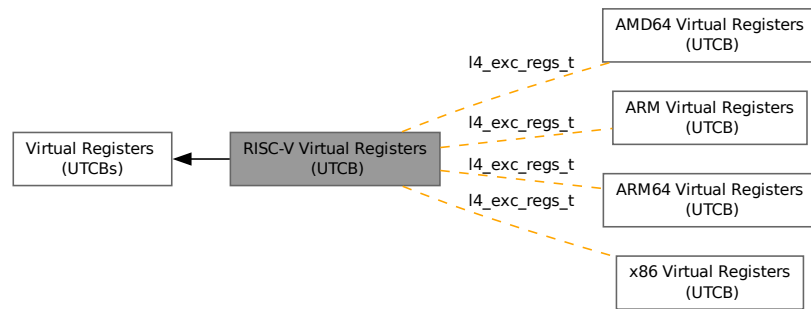 Virtual Registers
(UTCBs)
RISC-V Virtual Registers
(UTCB)
l4_exc_regs_t
l4_exc_regs_t
l4_exc_regs_t
l4_exc_regs_t
AMD64 Virtual Registers
(UTCB)
ARM Virtual Registers
(UTCB)
ARM64 Virtual Registers
(UTCB)
x86 Virtual Registers
(UTCB)